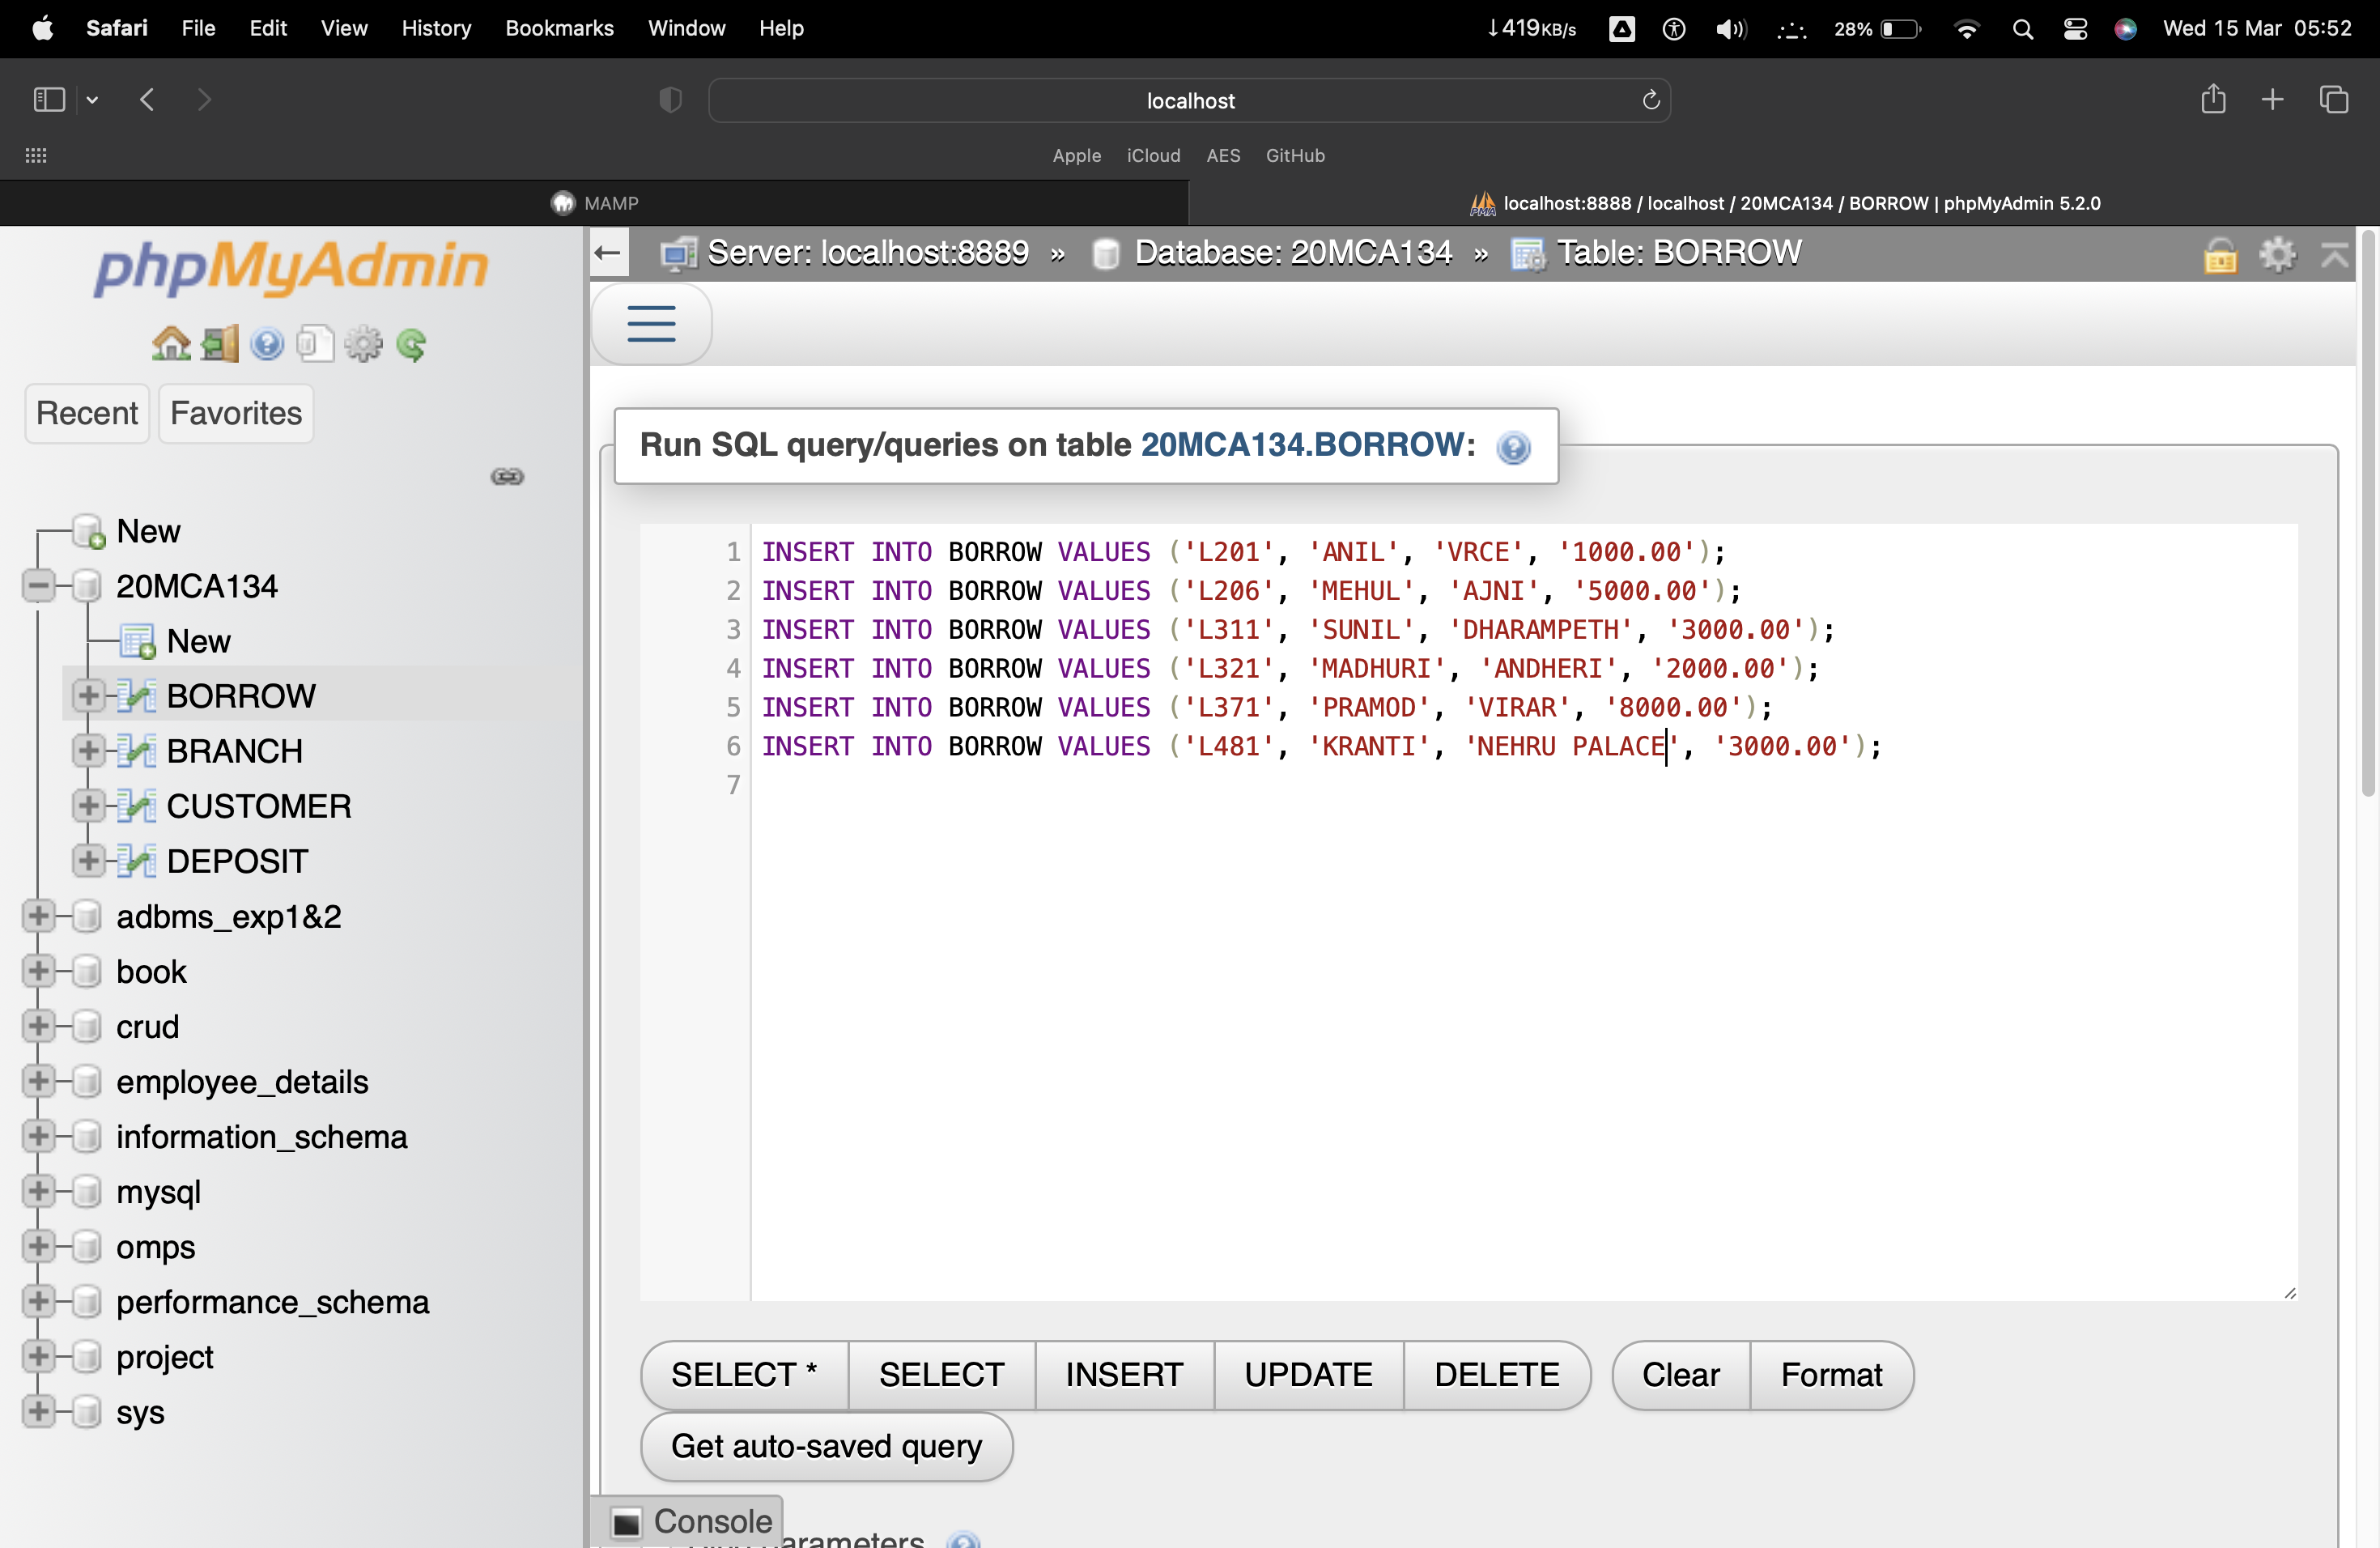 Safari File Edit View History Bookmarks Window Help ↓419KB/s 28% Wed 15 Mar 05:52
localhost
Apple iCloud AES GitHub
MAMP localhost:8888 / localhost / 20MCA134 / BORROW | phpMyAdmin 5.2.0
phpMyAdmin
Recent Favorites
New
20MCA134
New
BORROW
BRANCH
CUSTOMER
DEPOSIT
adbms_exp1&2
book
crud
employee_details
information_schema
mysql
omps
performance_schema
project
sys
Server: localhost:8889 » Database: 20MCA134 » Table: BORROW
Run SQL query/queries on table 20MCA134.BORROW:
1 INSERT INTO BORROW VALUES ('L201', 'ANIL', 'VRCE', '1000.00');
2 INSERT INTO BORROW VALUES ('L206', 'MEHUL', 'AJNI', '5000.00');
3 INSERT INTO BORROW VALUES ('L311', 'SUNIL', 'DHARAMPETH', '3000.00');
4 INSERT INTO BORROW VALUES ('L321', 'MADHURI', 'ANDHERI', '2000.00');
5 INSERT INTO BORROW VALUES ('L371', 'PRAMOD', 'VIRAR', '8000.00');
6 INSERT INTO BORROW VALUES ('L481', 'KRANTI', 'NEHRU PALACE', '3000.00');
7
SELECT * SELECT INSERT UPDATE DELETE Clear Format
Get auto-saved query
Console